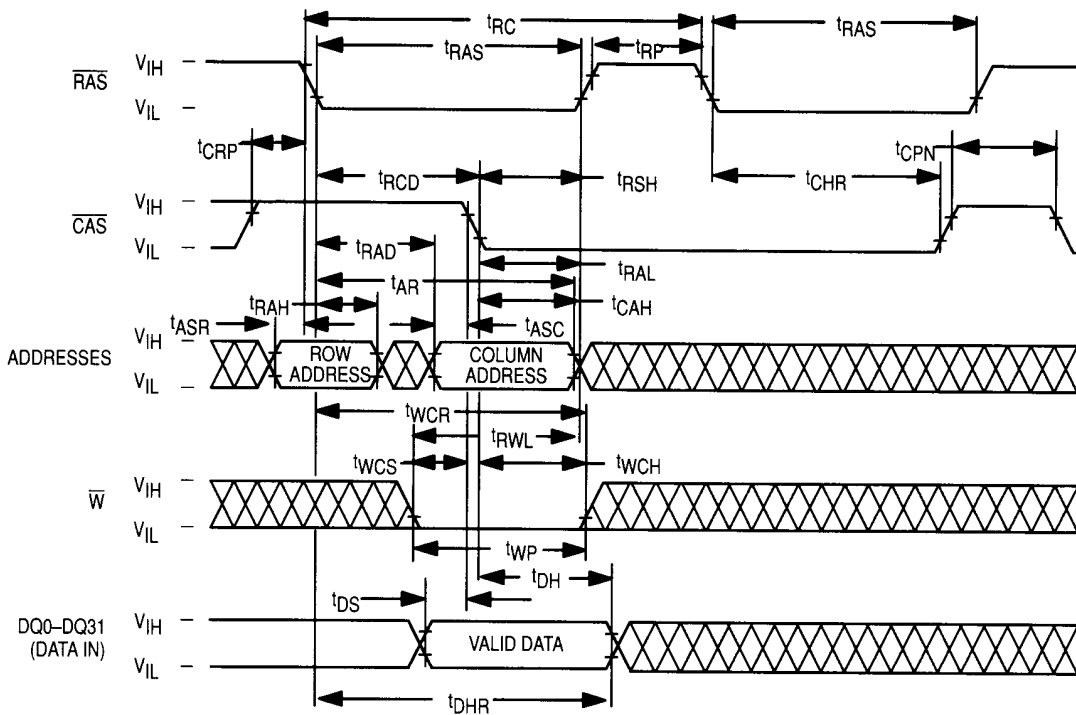 tRC
tRAS
tRP
tRAS
RAS
VIH
VIL
tCRP
tRCD
tRSH
tCHR
tCPN
CAS
VIH
VIL
tRAD
tRAL
tAR
tCAH
tRAH
tASR
tASC
ADDRESSES
VIH
VIL
ROW
ADDRESS
COLUMN
ADDRESS
tWCR
tRWL
tWCS
tWCH
W
VIH
VIL
tWP
tDH
tDS
DQ0–DQ31
(DATA IN)
VIH
VIL
VALID DATA
tDHR